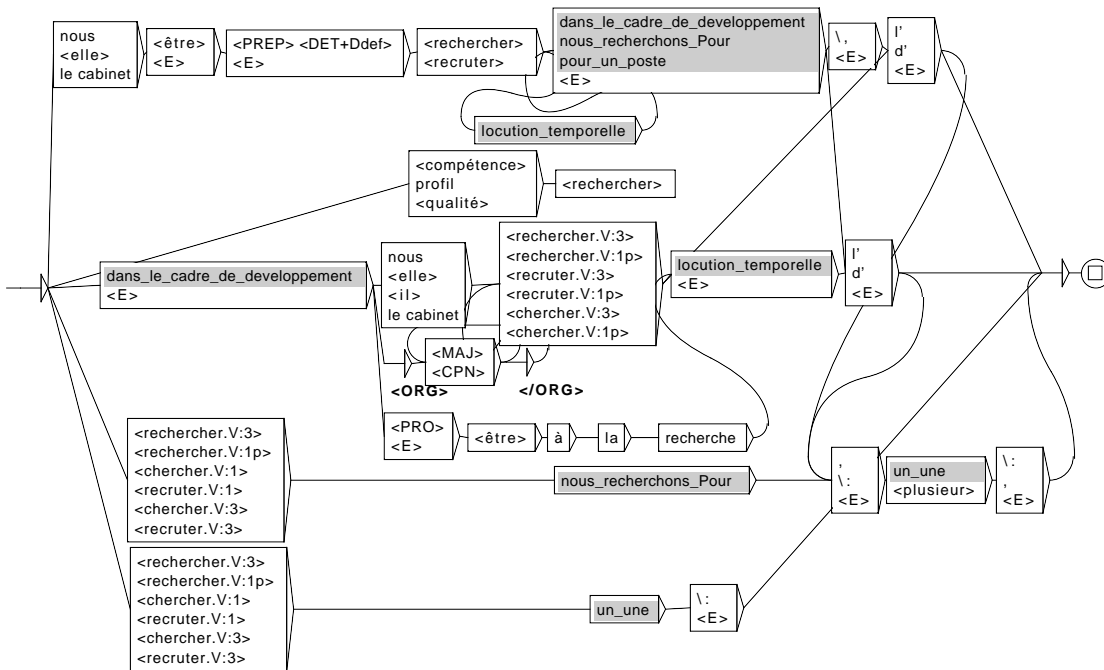 nous
<elle>
le cabinet
<être>
<E>
<PREP> <DET+Ddef>
<E>
<rechercher>
<recruter>
dans_le_cadre_de_developpement
nous_recherchons_Pour
pour_un_poste
<E>
\,
<E>
l'
d'
<E>
locution_temporelle
<compétence>
profil
<qualité>
<rechercher>
dans_le_cadre_de_developpement
<E>
nous
<elle>
<il>
le cabinet
<rechercher.V:3>
<rechercher.V:1p>
<recruter.V:3>
<recruter.V:1p>
<chercher.V:3>
<chercher.V:1p>
locution_temporelle
<E>
l'
d'
<E>
<MAJ>
<CPN>
<ORG>
</ORG>
<PRO>
<E>
<être>
à
la
recherche
<rechercher.V:3>
<rechercher.V:1p>
<chercher.V:1>
<recruter.V:1>
<chercher.V:3>
<recruter.V:3>
nous_recherchons_Pour
,
\:
<E>
un_une
<plusieur>
\:
,
<E>
<rechercher.V:3>
<rechercher.V:1p>
<chercher.V:1>
<recruter.V:1>
<chercher.V:3>
<recruter.V:3>
un_une
\:
<E>